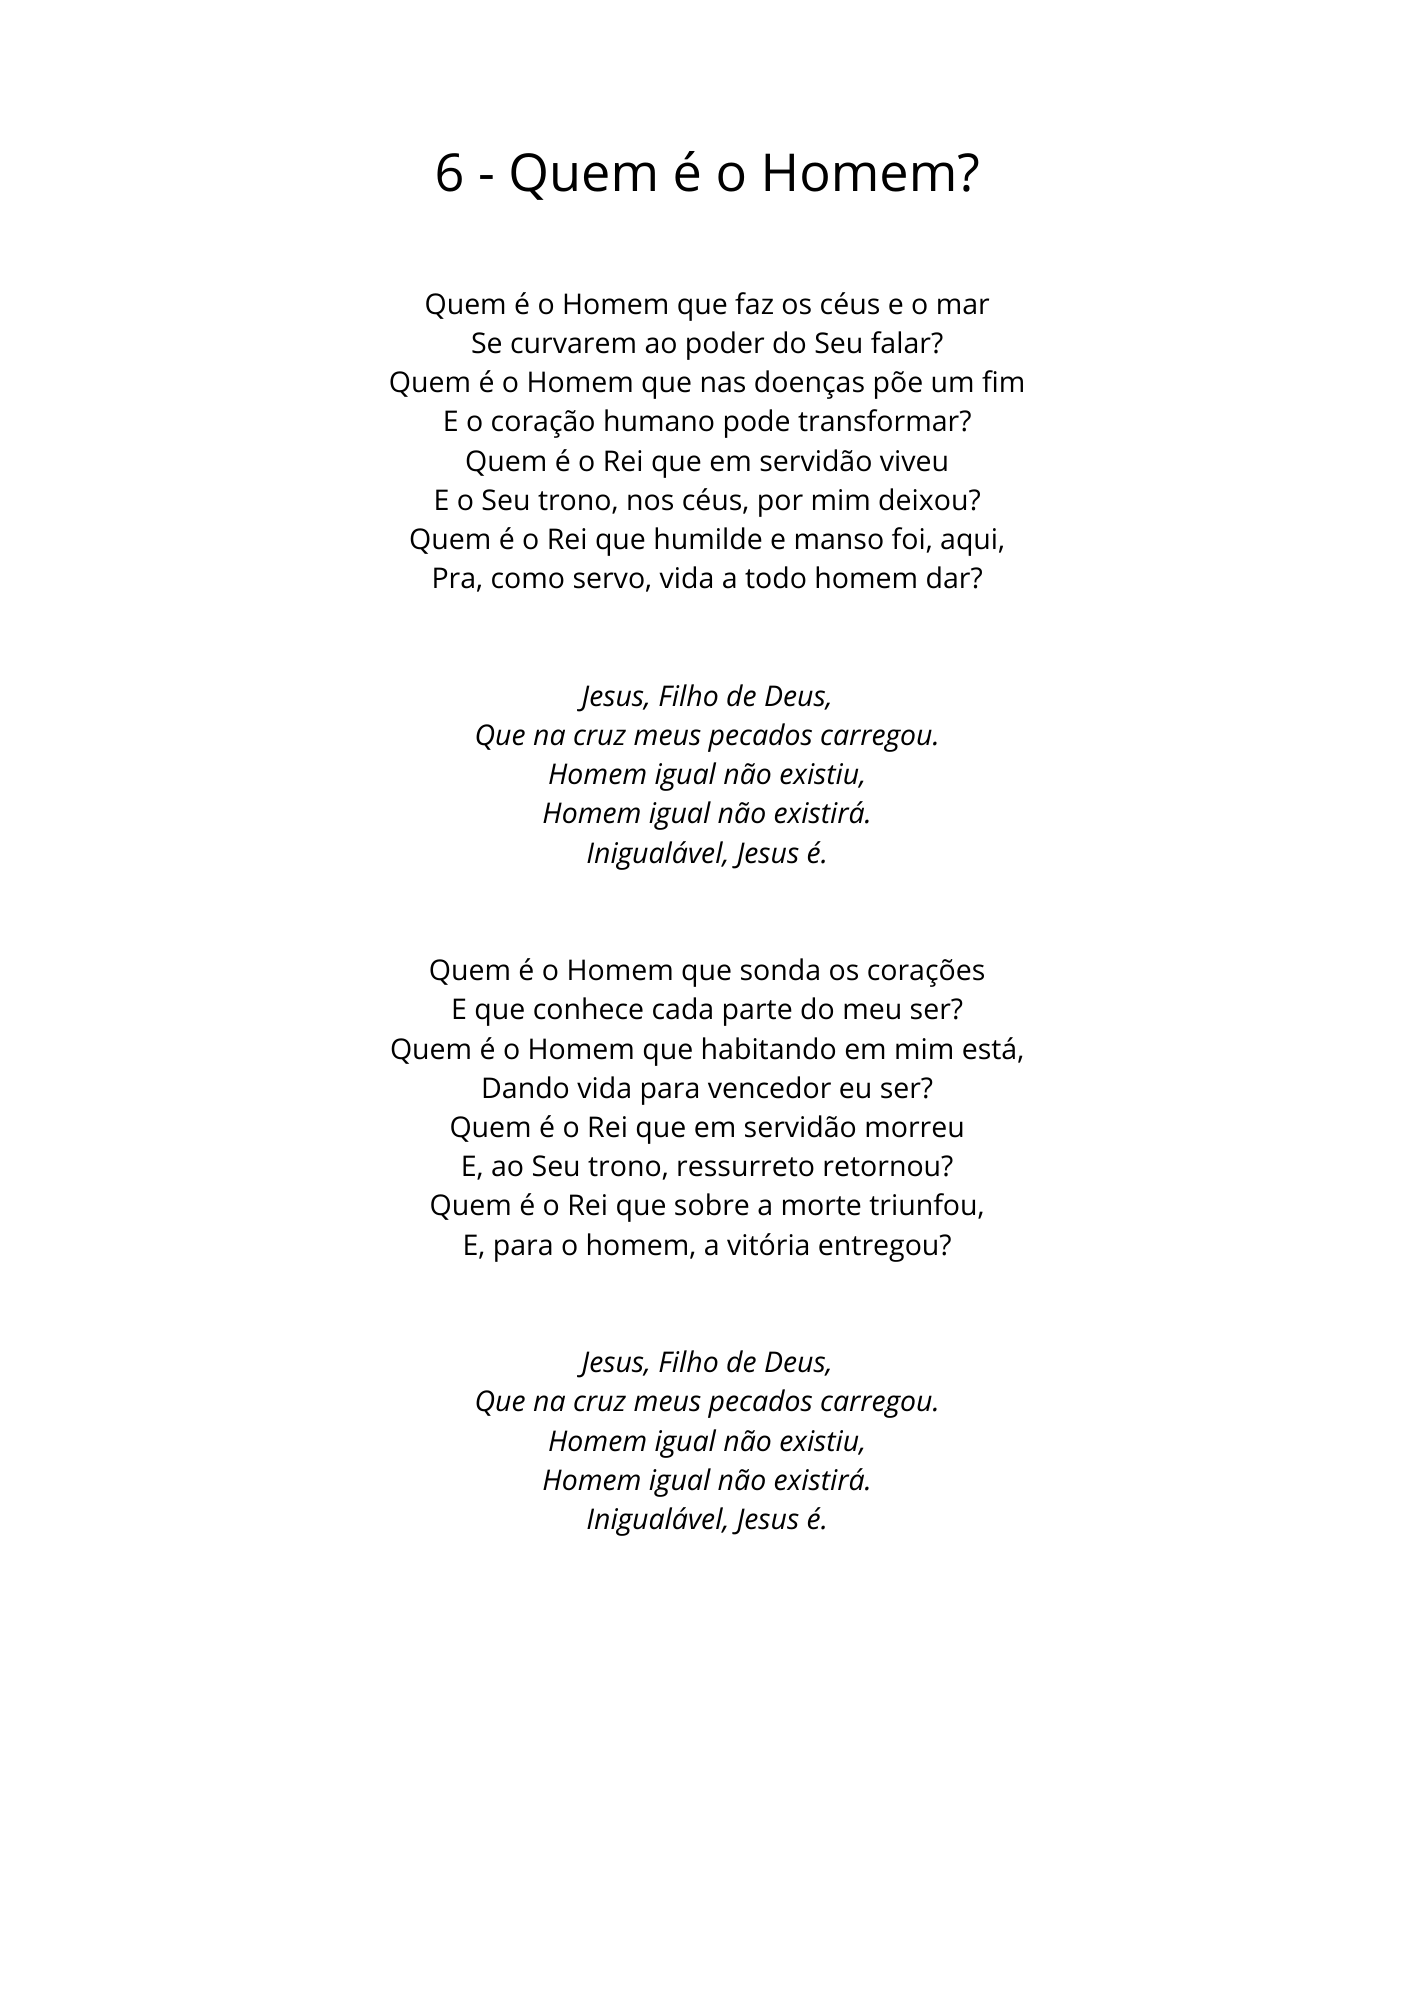 6 - Quem é o Homem?
Quem é o Homem que faz os céus e o mar
Se curvarem ao poder do Seu falar?
Quem é o Homem que nas doenças põe um fim
E o coração humano pode transformar?
Quem é o Rei que em servidão viveu
E o Seu trono, nos céus, por mim deixou?
Quem é o Rei que humilde e manso foi, aqui,
Pra, como servo, vida a todo homem dar?
Jesus, Filho de Deus,
Que na cruz meus pecados carregou.
Homem igual não existiu,
Homem igual não existirá.
Inigualável, Jesus é.
Quem é o Homem que sonda os corações
E que conhece cada parte do meu ser?
Quem é o Homem que habitando em mim está,
Dando vida para vencedor eu ser?
Quem é o Rei que em servidão morreu
E, ao Seu trono, ressurreto retornou?
Quem é o Rei que sobre a morte triunfou,
E, para o homem, a vitória entregou?
Jesus, Filho de Deus,
Que na cruz meus pecados carregou.
Homem igual não existiu,
Homem igual não existirá.
Inigualável, Jesus é.